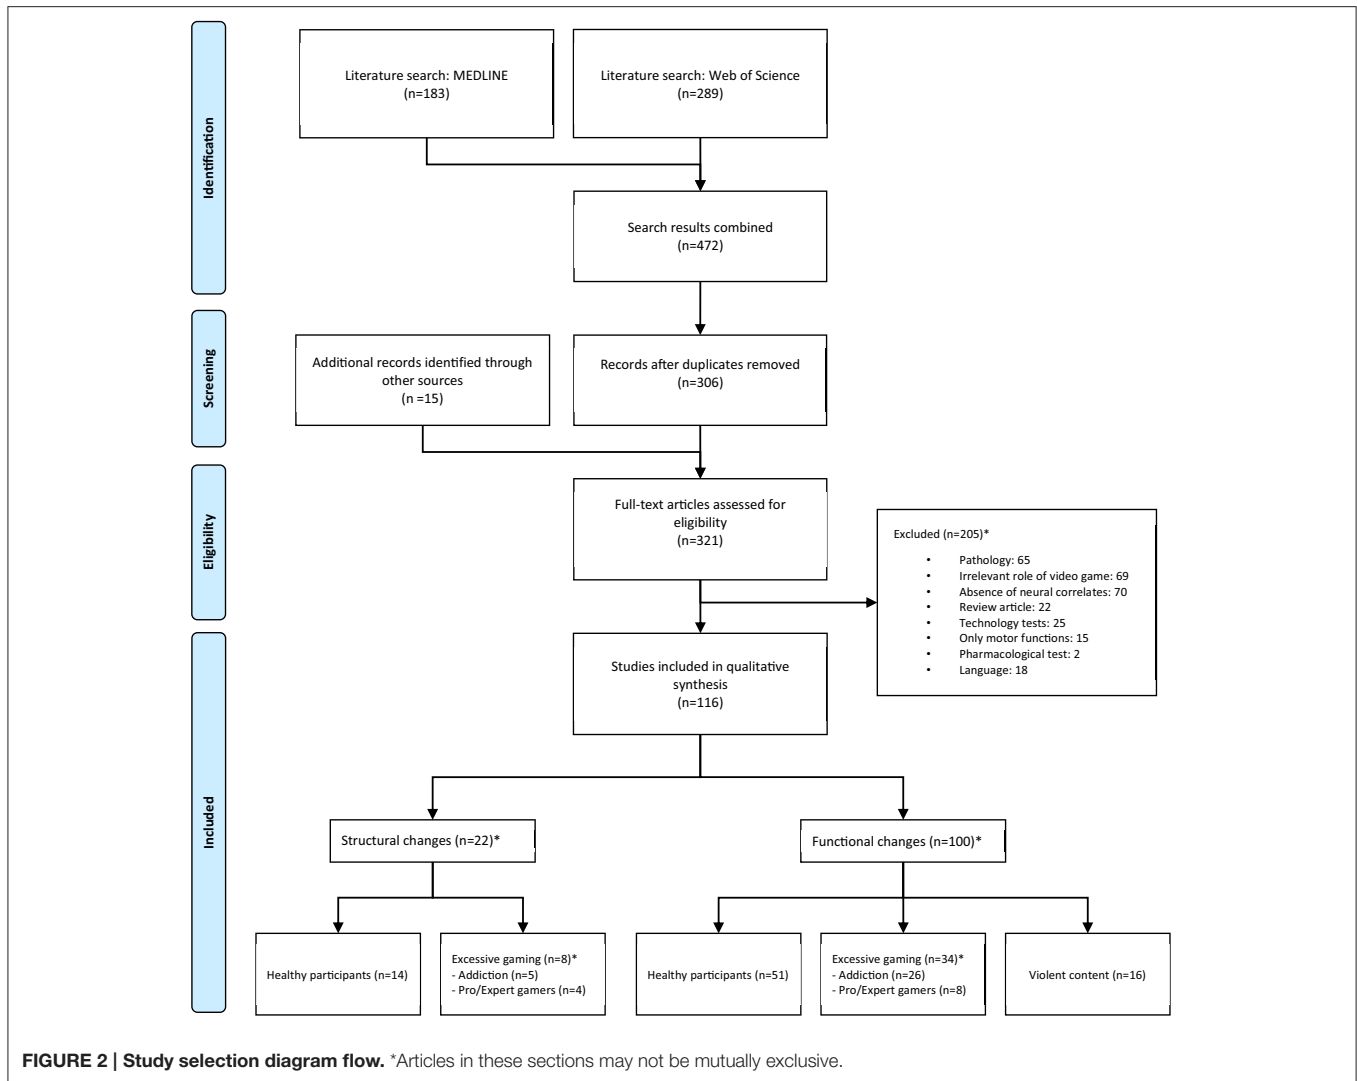 Identification
Literature search: MEDLINE
(n=183)
Literature search: Web of Science
(n=289)
Search results combined
(n=472)
Screening
Additional records identified through
other sources
(n =15)
Records after duplicates removed
(n=306)
Eligibility
Full-text articles assessed for
eligibility
(n=321)
Excluded (n=205)*
• Pathology: 65
• Irrelevant role of video game: 69
• Absence of neural correlates: 70
• Review article: 22
• Technology tests: 25
• Only motor functions: 15
• Pharmacological test: 2
• Language: 18
Included
Studies included in qualitative
synthesis
(n=116)
Structural changes (n=22)*
Functional changes (n=100)*
Healthy participants (n=14)
Excessive gaming (n=8)*
- Addiction (n=5)
- Pro/Expert gamers (n=4)
Healthy participants (n=51)
Excessive gaming (n=34)*
- Addiction (n=26)
- Pro/Expert gamers (n=8)
Violent content (n=16)
FIGURE 2 | Study selection diagram flow. *Articles in these sections may not be mutually exclusive.